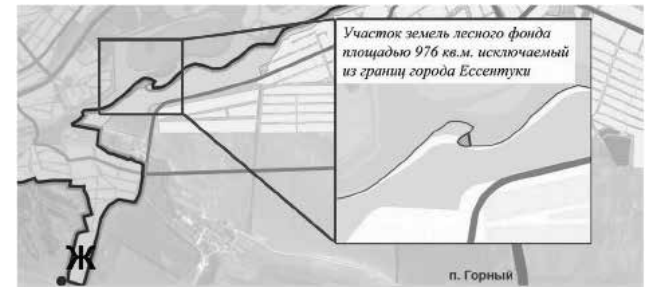 Участок земель лесного фонда
площадью 976 кв.м. исключаемый
из границ города Ессентуки
Ж
п. Горный